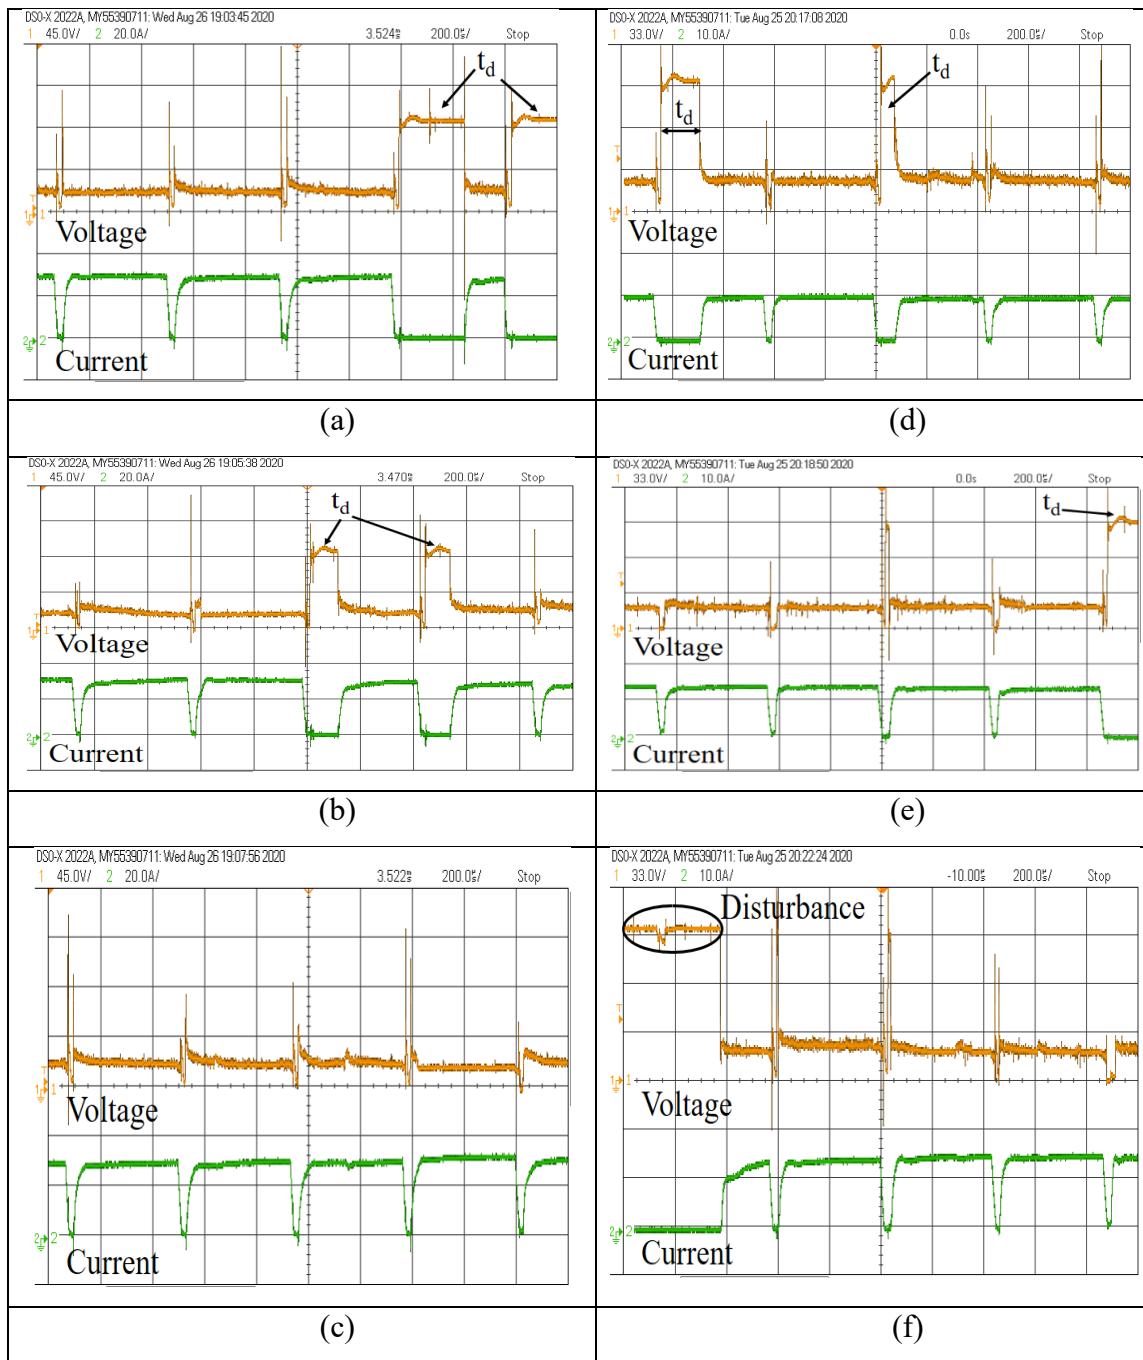 DSO-X 2022A, MY55390711: Wed Aug 26 19:03:45 2020
1 45.0V/ 2 20.0A/ 3.524s 200.0s/ Stop
td
Voltage
Current
(a)
DSO-X 2022A, MY55390711: Tue Aug 25 20:17:08 2020
1 33.0V/ 2 10.0A/ 0.0s 200.0s/ Stop
td
td
Voltage
Current
(d)
DSO-X 2022A, MY55390711: Wed Aug 26 19:05:38 2020
1 45.0V/ 2 20.0A/ 3.470s 200.0s/ Stop
td
Voltage
Current
(b)
DSO-X 2022A, MY55390711: Tue Aug 25 20:18:50 2020
1 33.0V/ 2 10.0A/ 0.0s 200.0s/ Stop
td
Voltage
Current
(e)
DSO-X 2022A, MY55390711: Wed Aug 26 19:07:56 2020
1 45.0V/ 2 20.0A/ 3.522s 200.0s/ Stop
Voltage
Current
(c)
DSO-X 2022A, MY55390711: Tue Aug 25 20:22:24 2020
1 33.0V/ 2 10.0A/ -10.00s 200.0s/ Stop
Disturbance
Voltage
Current
(f)